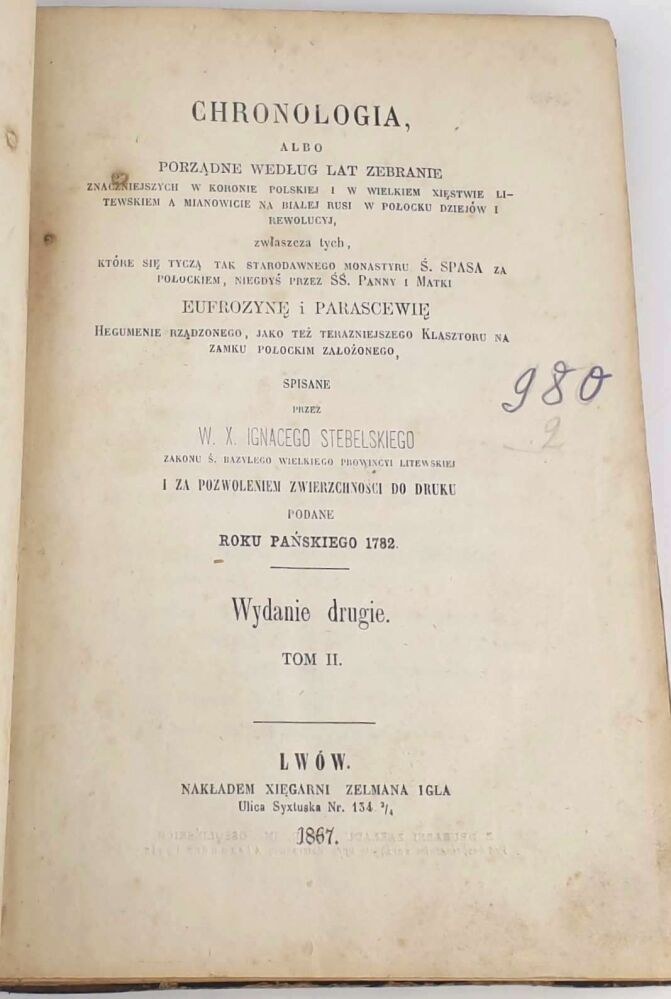 CHRONOLOGIA,
ALBO
PORZĄDNE WEDŁUG LAT ZEBRANIE
ZNACZNIEJSZYCH W KORONIE POLSKIEJ I W WIELKIEM XIĘSTWIE LI-
TEWSKIEM A MIANOWICIE NA BIAŁEJ RUSI W POŁOCKU DZIEJÓW I
REWOLUCYJ,
zwłaszcza tych,
KTÓRE SIĘ TYCZĄ TAK STARODAWNEGO MONASTYRU Ś. SPASA ZA
POŁOCKIEM, NIEGDYŚ PRZEZ ŚŚ. PANNY I MATKI
EUFROZYNĘ i PARASCEWIĘ
HEGUMENIE RZĄDZONEGO, JAKO TEŻ TERAZNIEJSZEGO KLASZTORU NA
ZAMKU POŁOCKIM ZAŁOŻONEGO,
SPISANE
PRZEZ
W. X. IGNACEGO STEBELSKIEGO
ZAKONU Ś. BAZYLEGO WIELKIEGO PROWINCYI LITEWSKIEJ
I ZA POZWOLENIEM ZWIERZCHNOŚCI DO DRUKU
PODANE
ROKU PAŃSKIEGO 1782.
980
2
Wydanie drugie.
TOM II.
LWÓW.
NAKŁADEM XIĘGARNI ZELMANA IGLA
Ulica Syxtuska Nr. 134 2/4
1867.